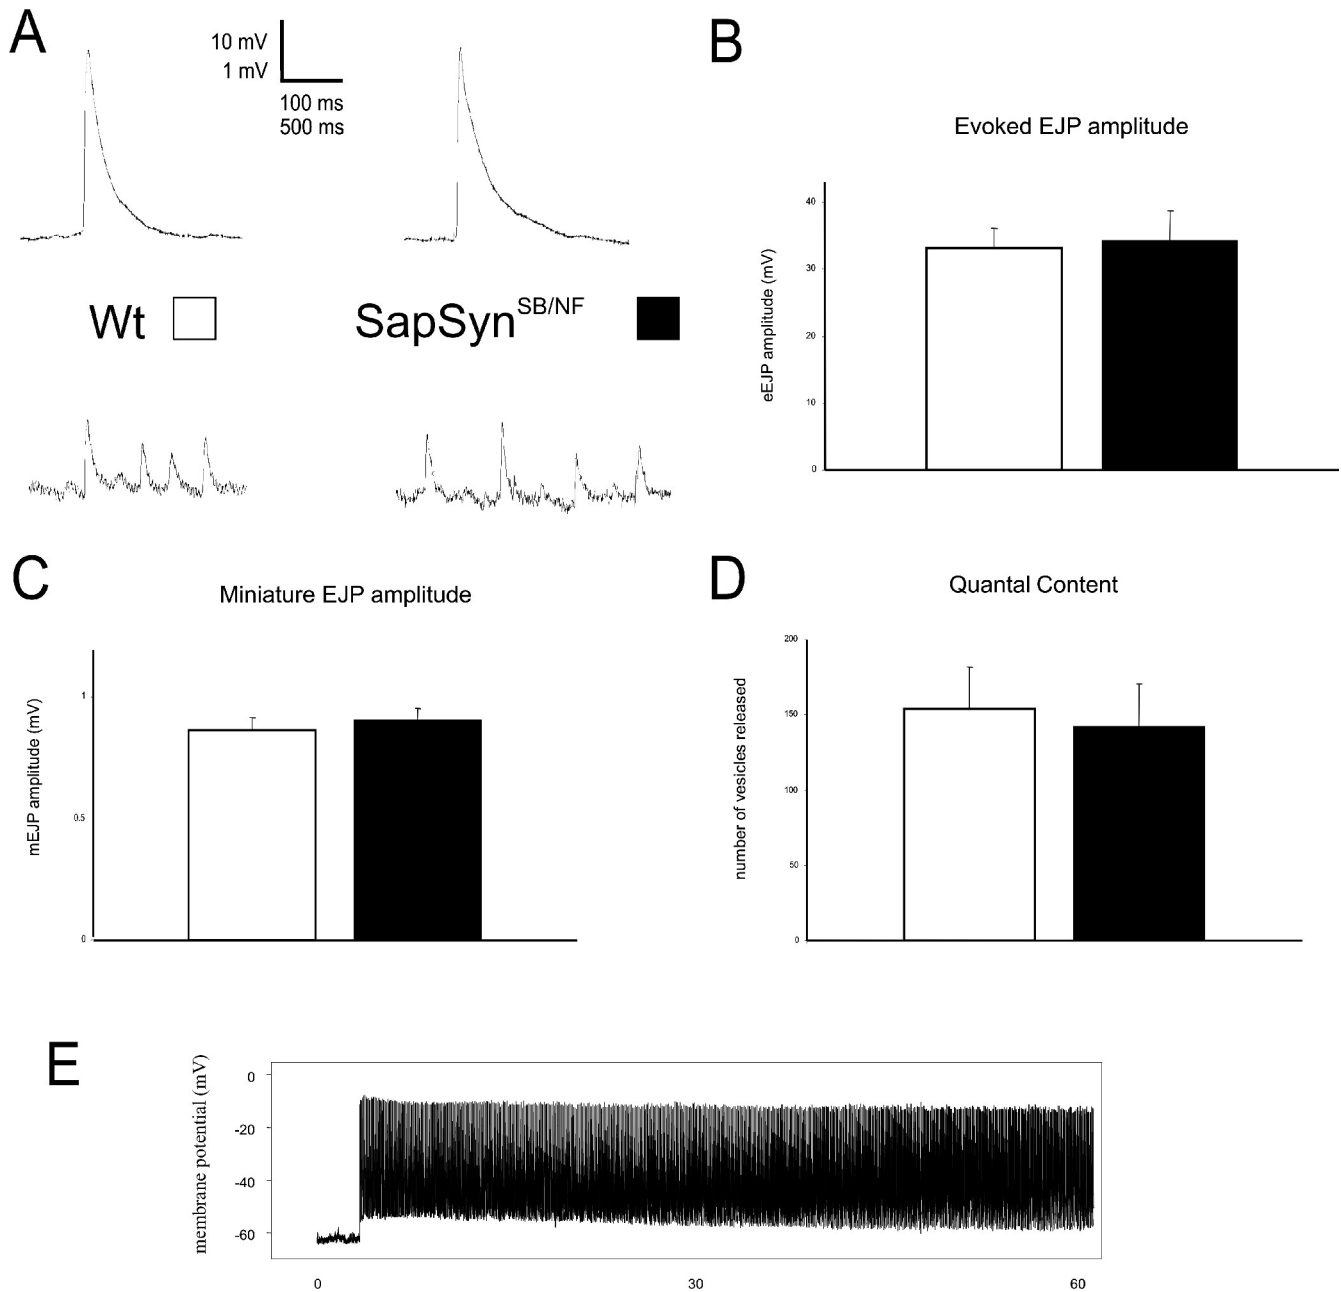 A
10 mV
1 mV
100 ms
500 ms
Wt
SapSyn^SB/NF
B
Evoked EJP amplitude
eEJP amplitude (mV)
40
30
20
10
0
C
Miniature EJP amplitude
mEJP amplitude (mV)
1
0.5
0
D
Quantal Content
number of vesicles released
200
150
100
50
0
E
membrane potential (mV)
0
-20
-40
-60
0 30 60